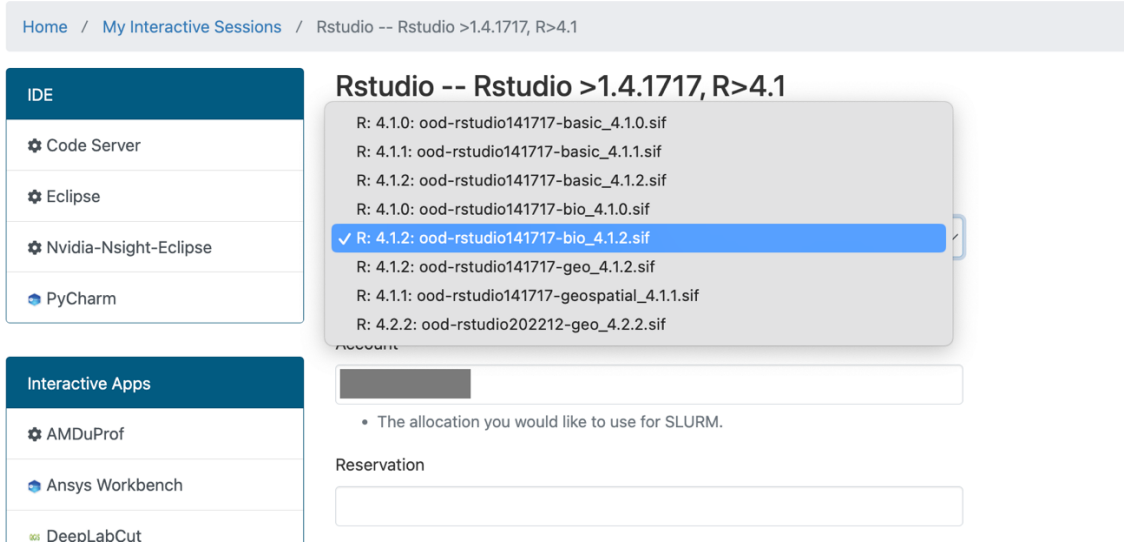 Home / My Interactive Sessions / Rstudio -- Rstudio >1.4.1717, R>4.1
IDE
Code Server
Eclipse
Nvidia-Nsight-Eclipse
PyCharm
Interactive Apps
AMDuProf
Ansys Workbench
DeepLabCut
Rstudio -- Rstudio >1.4.1717, R>4.1
R: 4.1.0: ood-rstudio141717-basic_4.1.0.sif
R: 4.1.1: ood-rstudio141717-basic_4.1.1.sif
R: 4.1.2: ood-rstudio141717-basic_4.1.2.sif
R: 4.1.0: ood-rstudio141717-bio_4.1.0.sif
✓ R: 4.1.2: ood-rstudio141717-bio_4.1.2.sif
R: 4.1.2: ood-rstudio141717-geo_4.1.2.sif
R: 4.1.1: ood-rstudio141717-geospatial_4.1.1.sif
R: 4.2.2: ood-rstudio202212-geo_4.2.2.sif
Account
• The allocation you would like to use for SLURM.
Reservation